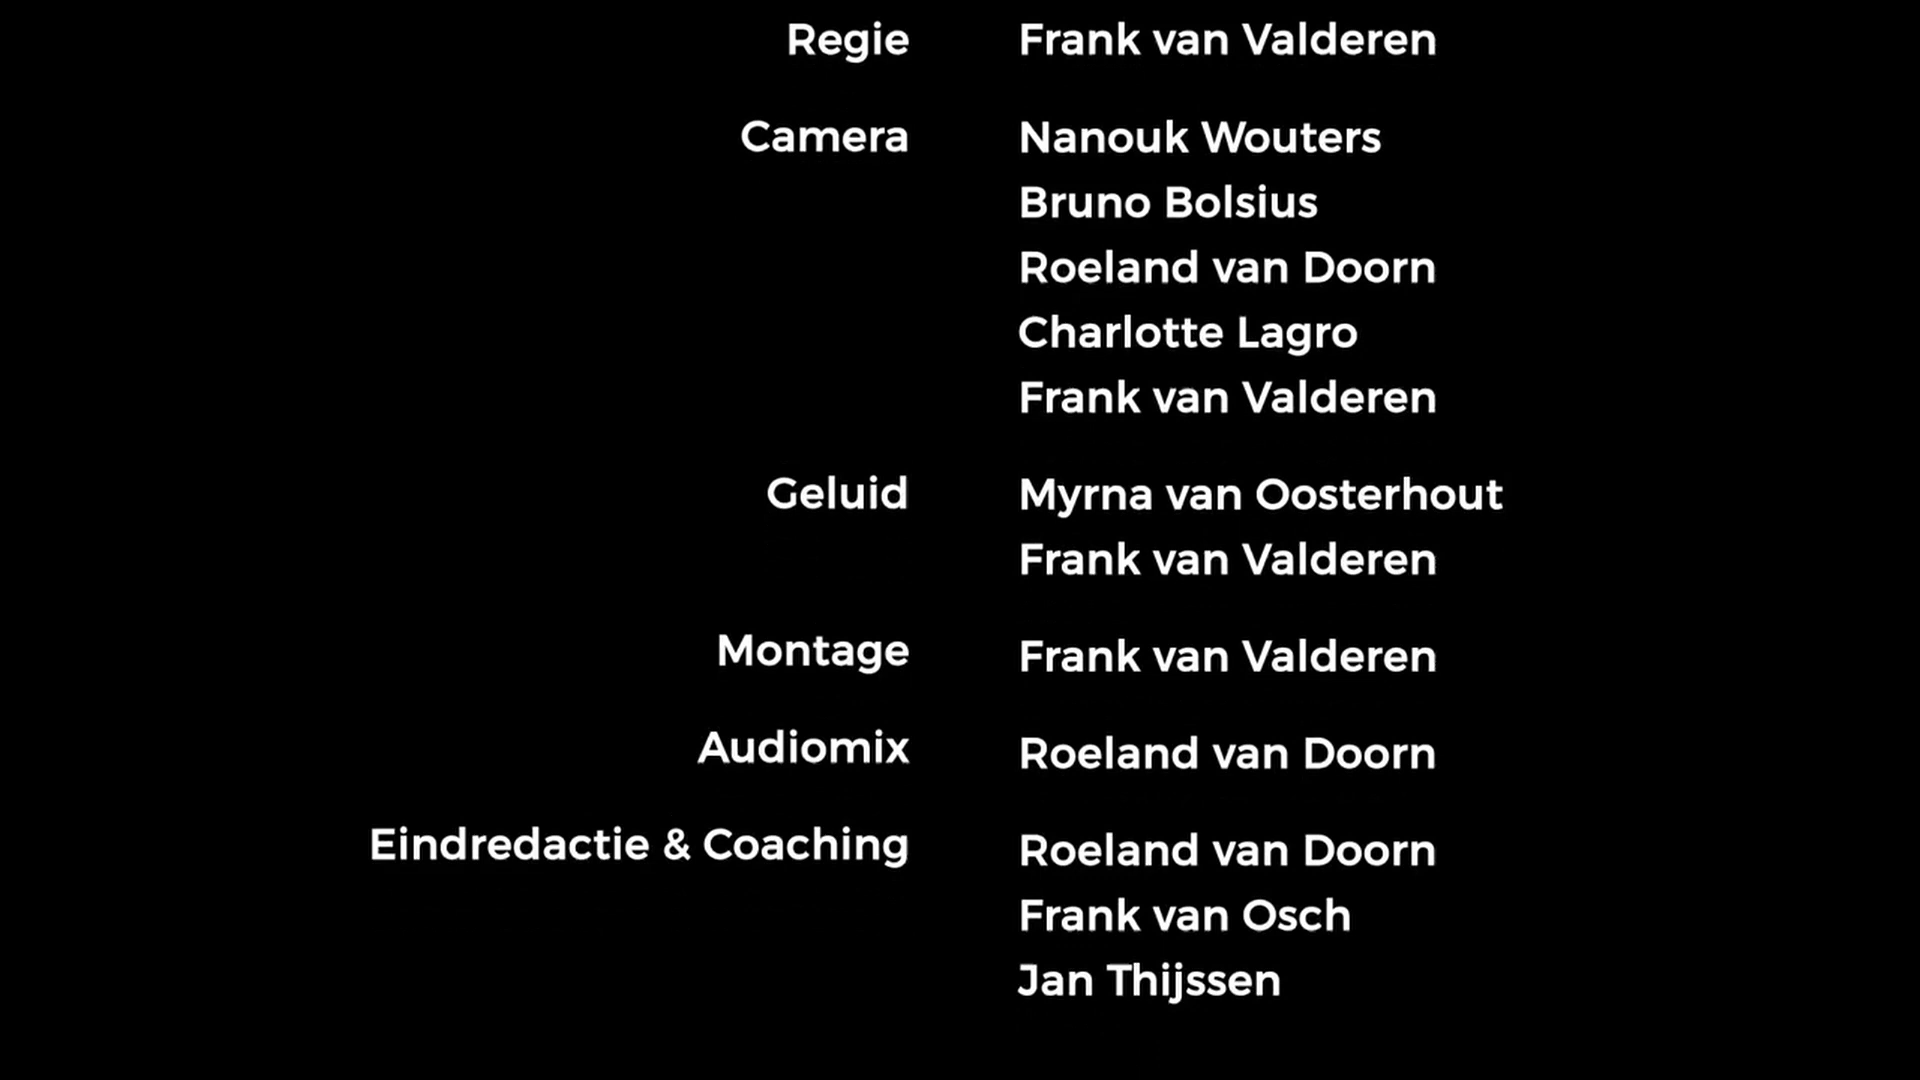 Regie Frank van Valderen
Camera Nanouk Wouters
Bruno Bolsius
Roeland van Doorn
Charlotte Lagro
Frank van Valderen
Geluid Myrna van Oosterhout
Frank van Valderen
Montage Frank van Valderen
Audiomix Roeland van Doorn
Eindredactie & Coaching Roeland van Doorn
Frank van Osch
Jan Thijssen